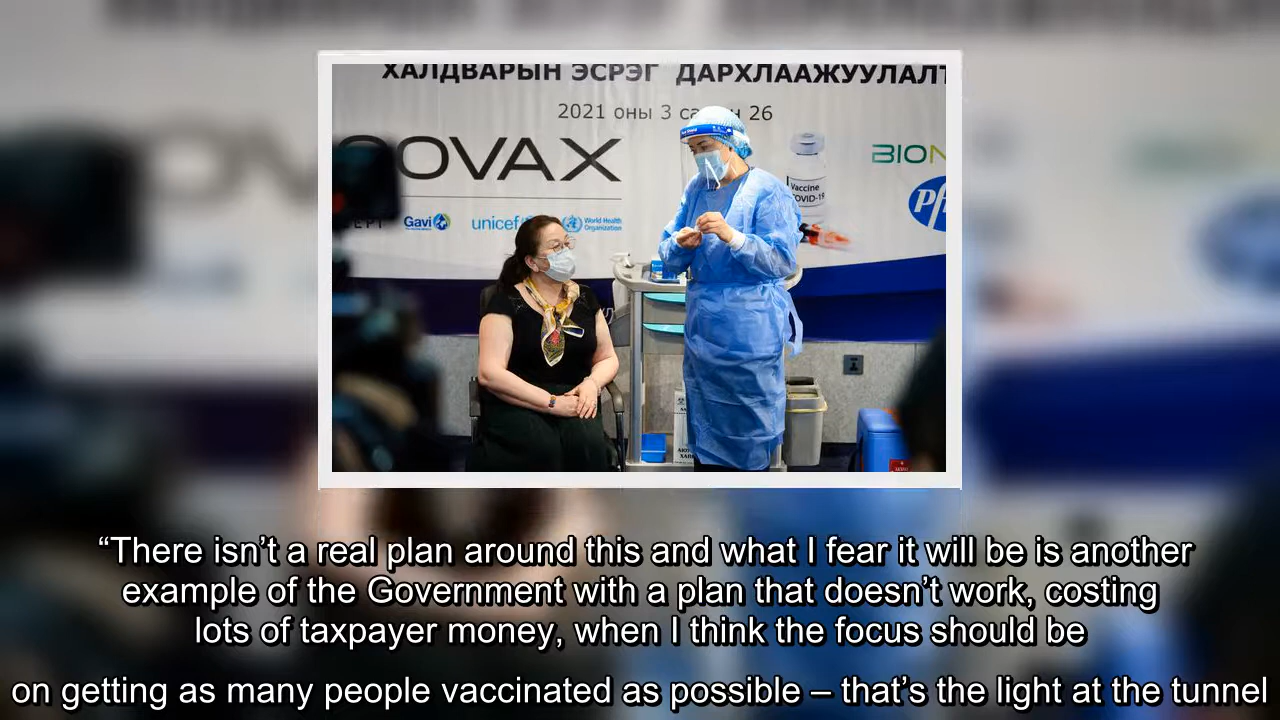 ХАЛДВАРЫН ЭСРЭГ ДАРХЛААЖУУЛАЛТ
2021 оны 3 са н 26
COVAX
Gavi
unicef
World Health
Organization
Vaccine
COVID-19
BION
Pf
“There isn’t a real plan around this and what I fear it will be is another
example of the Government with a plan that doesn’t work, costing
lots of taxpayer money, when I think the focus should be
on getting as many people vaccinated as possible – that’s the light at the tunnel